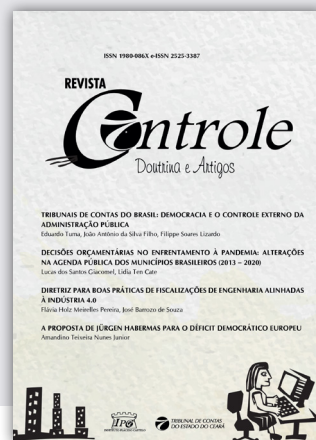 ISSN 1980-086X e-ISSN 2525-3387
REVISTA
Controle
Doutrina e Artigos
TRIBUNAIS DE CONTAS DO BRASIL: DEMOCRACIA E O CONTROLE EXTERNO DA
ADMINISTRAÇÃO PÚBLICA
Eduardo Tuma, João Antônio da Silva Filho, Filippe Soares Lizardo
DECISÕES ORÇAMENTÁRIAS NO ENFRENTAMENTO À PANDEMIA: ALTERAÇÕES
NA AGENDA PÚBLICA DOS MUNICÍPIOS BRASILEIROS (2013 – 2020)
Lucas dos Santos Giacomel, Lidia Ten Cate
DIRETRIZ PARA BOAS PRÁTICAS DE FISCALIZAÇÕES DE ENGENHARIA ALINHADAS
À INDÚSTRIA 4.0
Flávia Holz Meirelles Pereira, José Barrozo de Souza
A PROPOSTA DE JÜRGEN HABERMAS PARA O DÉFICIT DEMOCRÁTICO EUROPEU
Amandino Teixeira Nunes Junior
IPC
TRIBUNAL DE CONTAS
DO ESTADO DO CEARÁ